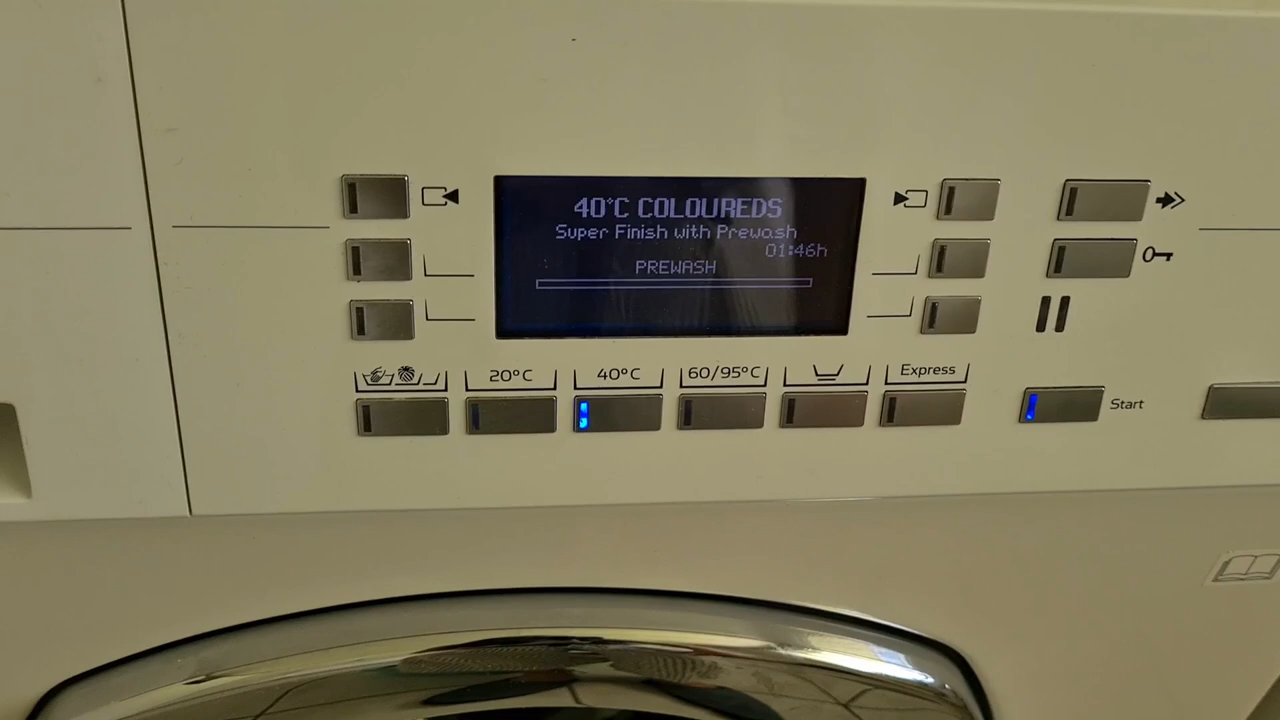 40°C COLOUREDS
Super Finish with Prewash
01:46h
PREWASH
20°C
40°C
60/95°C
Express
Start